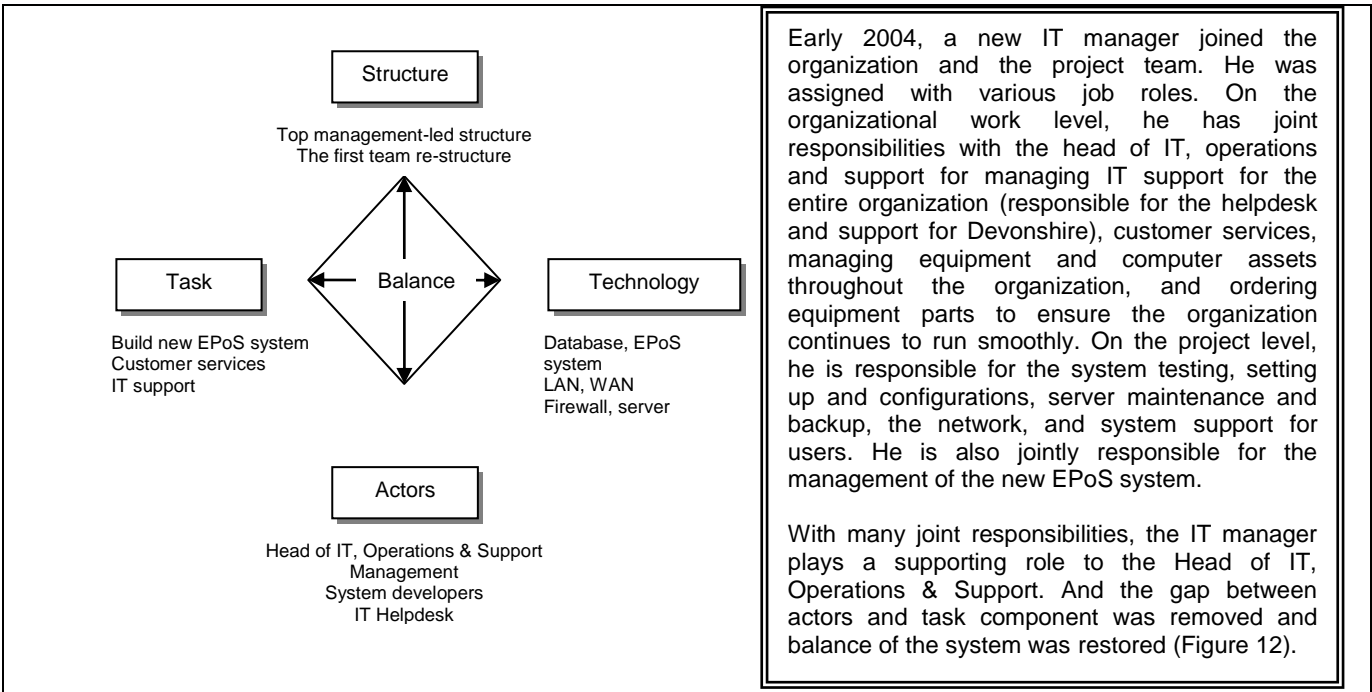 Structure
Top management-led structure
The first team re-structure
Task
Balance
Technology
Build new EPoS system
Customer services
IT support
Database, EPoS
system
LAN, WAN
Firewall, server
Actors
Head of IT, Operations & Support
Management
System developers
IT Helpdesk
Early 2004, a new IT manager joined the
organization and the project team. He was
assigned with various job roles. On the
organizational work level, he has joint
responsibilities with the head of IT, operations
and support for managing IT support for the
entire organization (responsible for the helpdesk
and support for Devonshire), customer services,
managing equipment and computer assets
throughout the organization, and ordering
equipment parts to ensure the organization
continues to run smoothly. On the project level,
he is responsible for the system testing, setting
up and configurations, server maintenance and
backup, the network, and system support for
users. He is also jointly responsible for the
management of the new EPoS system.
With many joint responsibilities, the IT manager
plays a supporting role to the Head of IT,
Operations & Support. And the gap between
actors and task component was removed and
balance of the system was restored (Figure 12).